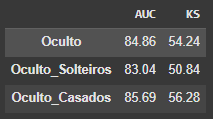 AUC KS
Oculto 84.86 54.24
Oculto_Solteiros 83.04 50.84
Oculto_Casados 85.69 56.28